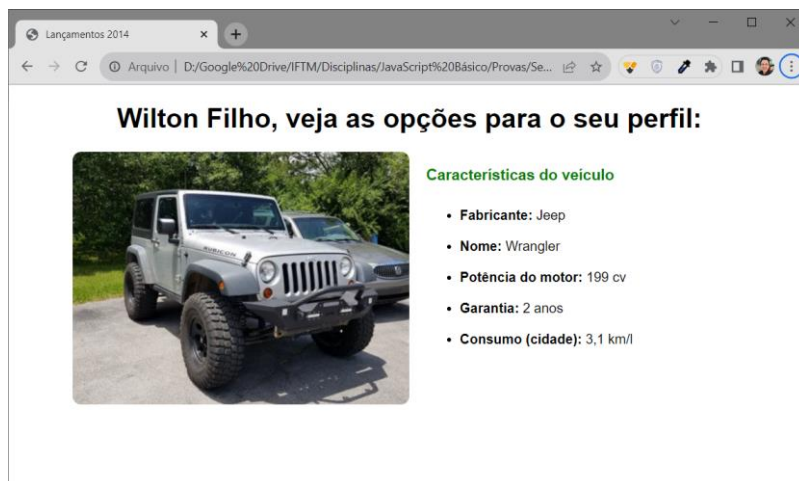 Lançamentos 2014
Arquivo | D:/Google%20Drive/IFTM/Disciplinas/JavaScript%20Básico/Provas/Se...
Wilton Filho, veja as opções para o seu perfil:
RUBICON
Características do veículo
Fabricante: Jeep
Nome: Wrangler
Potência do motor: 199 cv
Garantia: 2 anos
Consumo (cidade): 3,1 km/l